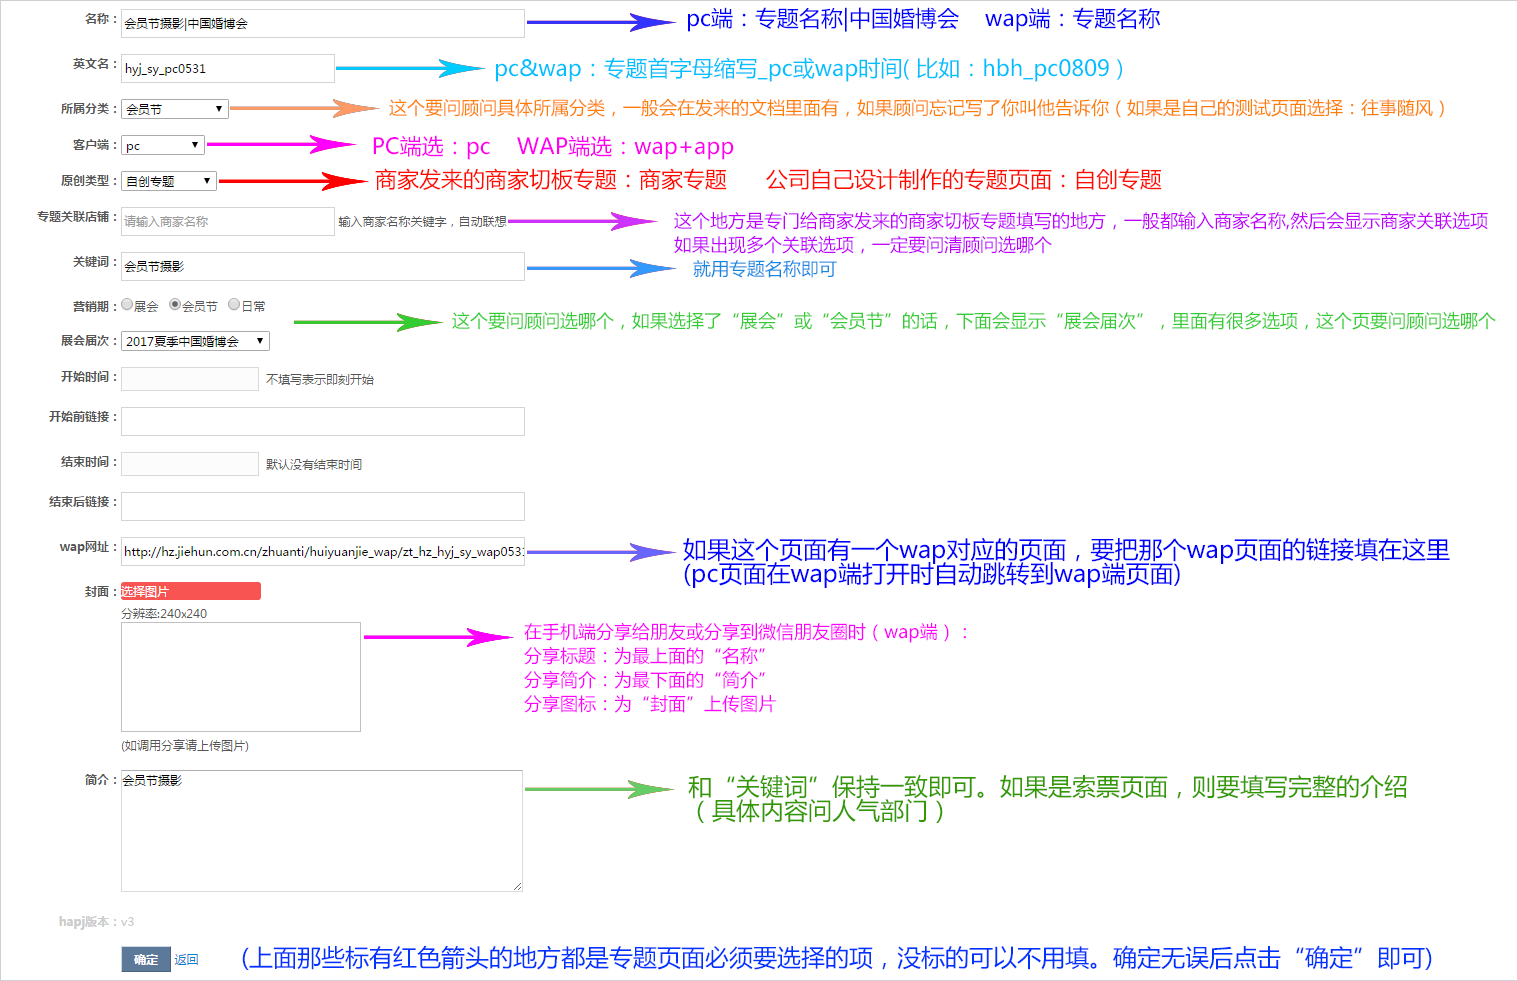 名称： 会员节摄影|中国婚博会 pc端：专题名称|中国婚博会 wap端：专题名称
英文名： hyj_sy_pc0531 pc&wap：专题首字母缩写_pc或wap时间( 比如：hbh_pc0809 )
所属分类： 会员节 这个要问顾问具体所属分类，一般会在发来的文档里面有，如果顾问忘记写了你叫他告诉你（如果是自己的测试页面选择：往事随风）
客户端： pc PC端选：pc WAP端选：wap+app
原创类型： 自创专题 商家发来的商家切板专题：商家专题 公司自己设计制作的专题页面：自创专题
专题关联店铺： 请输入商家名称 输入商家名称关键字，自动联想 这个地方是专门给商家发来的商家切板专题填写的地方，一般都输入商家名称,然后会显示商家关联选项
如果出现多个关联选项，一定要问清顾问选哪个
关键词： 会员节摄影 就用专题名称即可
营销期： 展会 会员节 日常
这个要问顾问选哪个，如果选择了“展会”或“会员节”的话，下面会显示“展会届次”，里面有很多选项，这个页要问顾问选哪个
展会届次： 2017夏季中国婚博会
开始时间： 不填写表示即刻开始
开始前链接：
结束时间： 默认没有结束时间
结束后链接：
wap网址： http://hz.jiehun.com.cn/zhuanti/huiyuanjie_wap/zt_hz_hyj_sy_wap0531 如果这个页面有一个wap对应的页面，要把那个wap页面的链接填在这里
(pc页面在wap端打开时自动跳转到wap端页面)
封面： 选择图片
分辨率:240x240
在手机端分享给朋友或分享到微信朋友圈时（wap端）：
分享标题：为最上面的“名称”
分享简介：为最下面的“简介”
分享图标：为“封面”上传图片
(如调用分享请上传图片)
简介： 会员节摄影 和“关键词”保持一致即可。如果是索票页面，则要填写完整的介绍
（具体内容问人气部门）
hapj版本：v3
确定 返回 (上面那些标有红色箭头的地方都是专题页面必须要选择的项，没标的可以不用填。确定无误后点击“确定”即可)